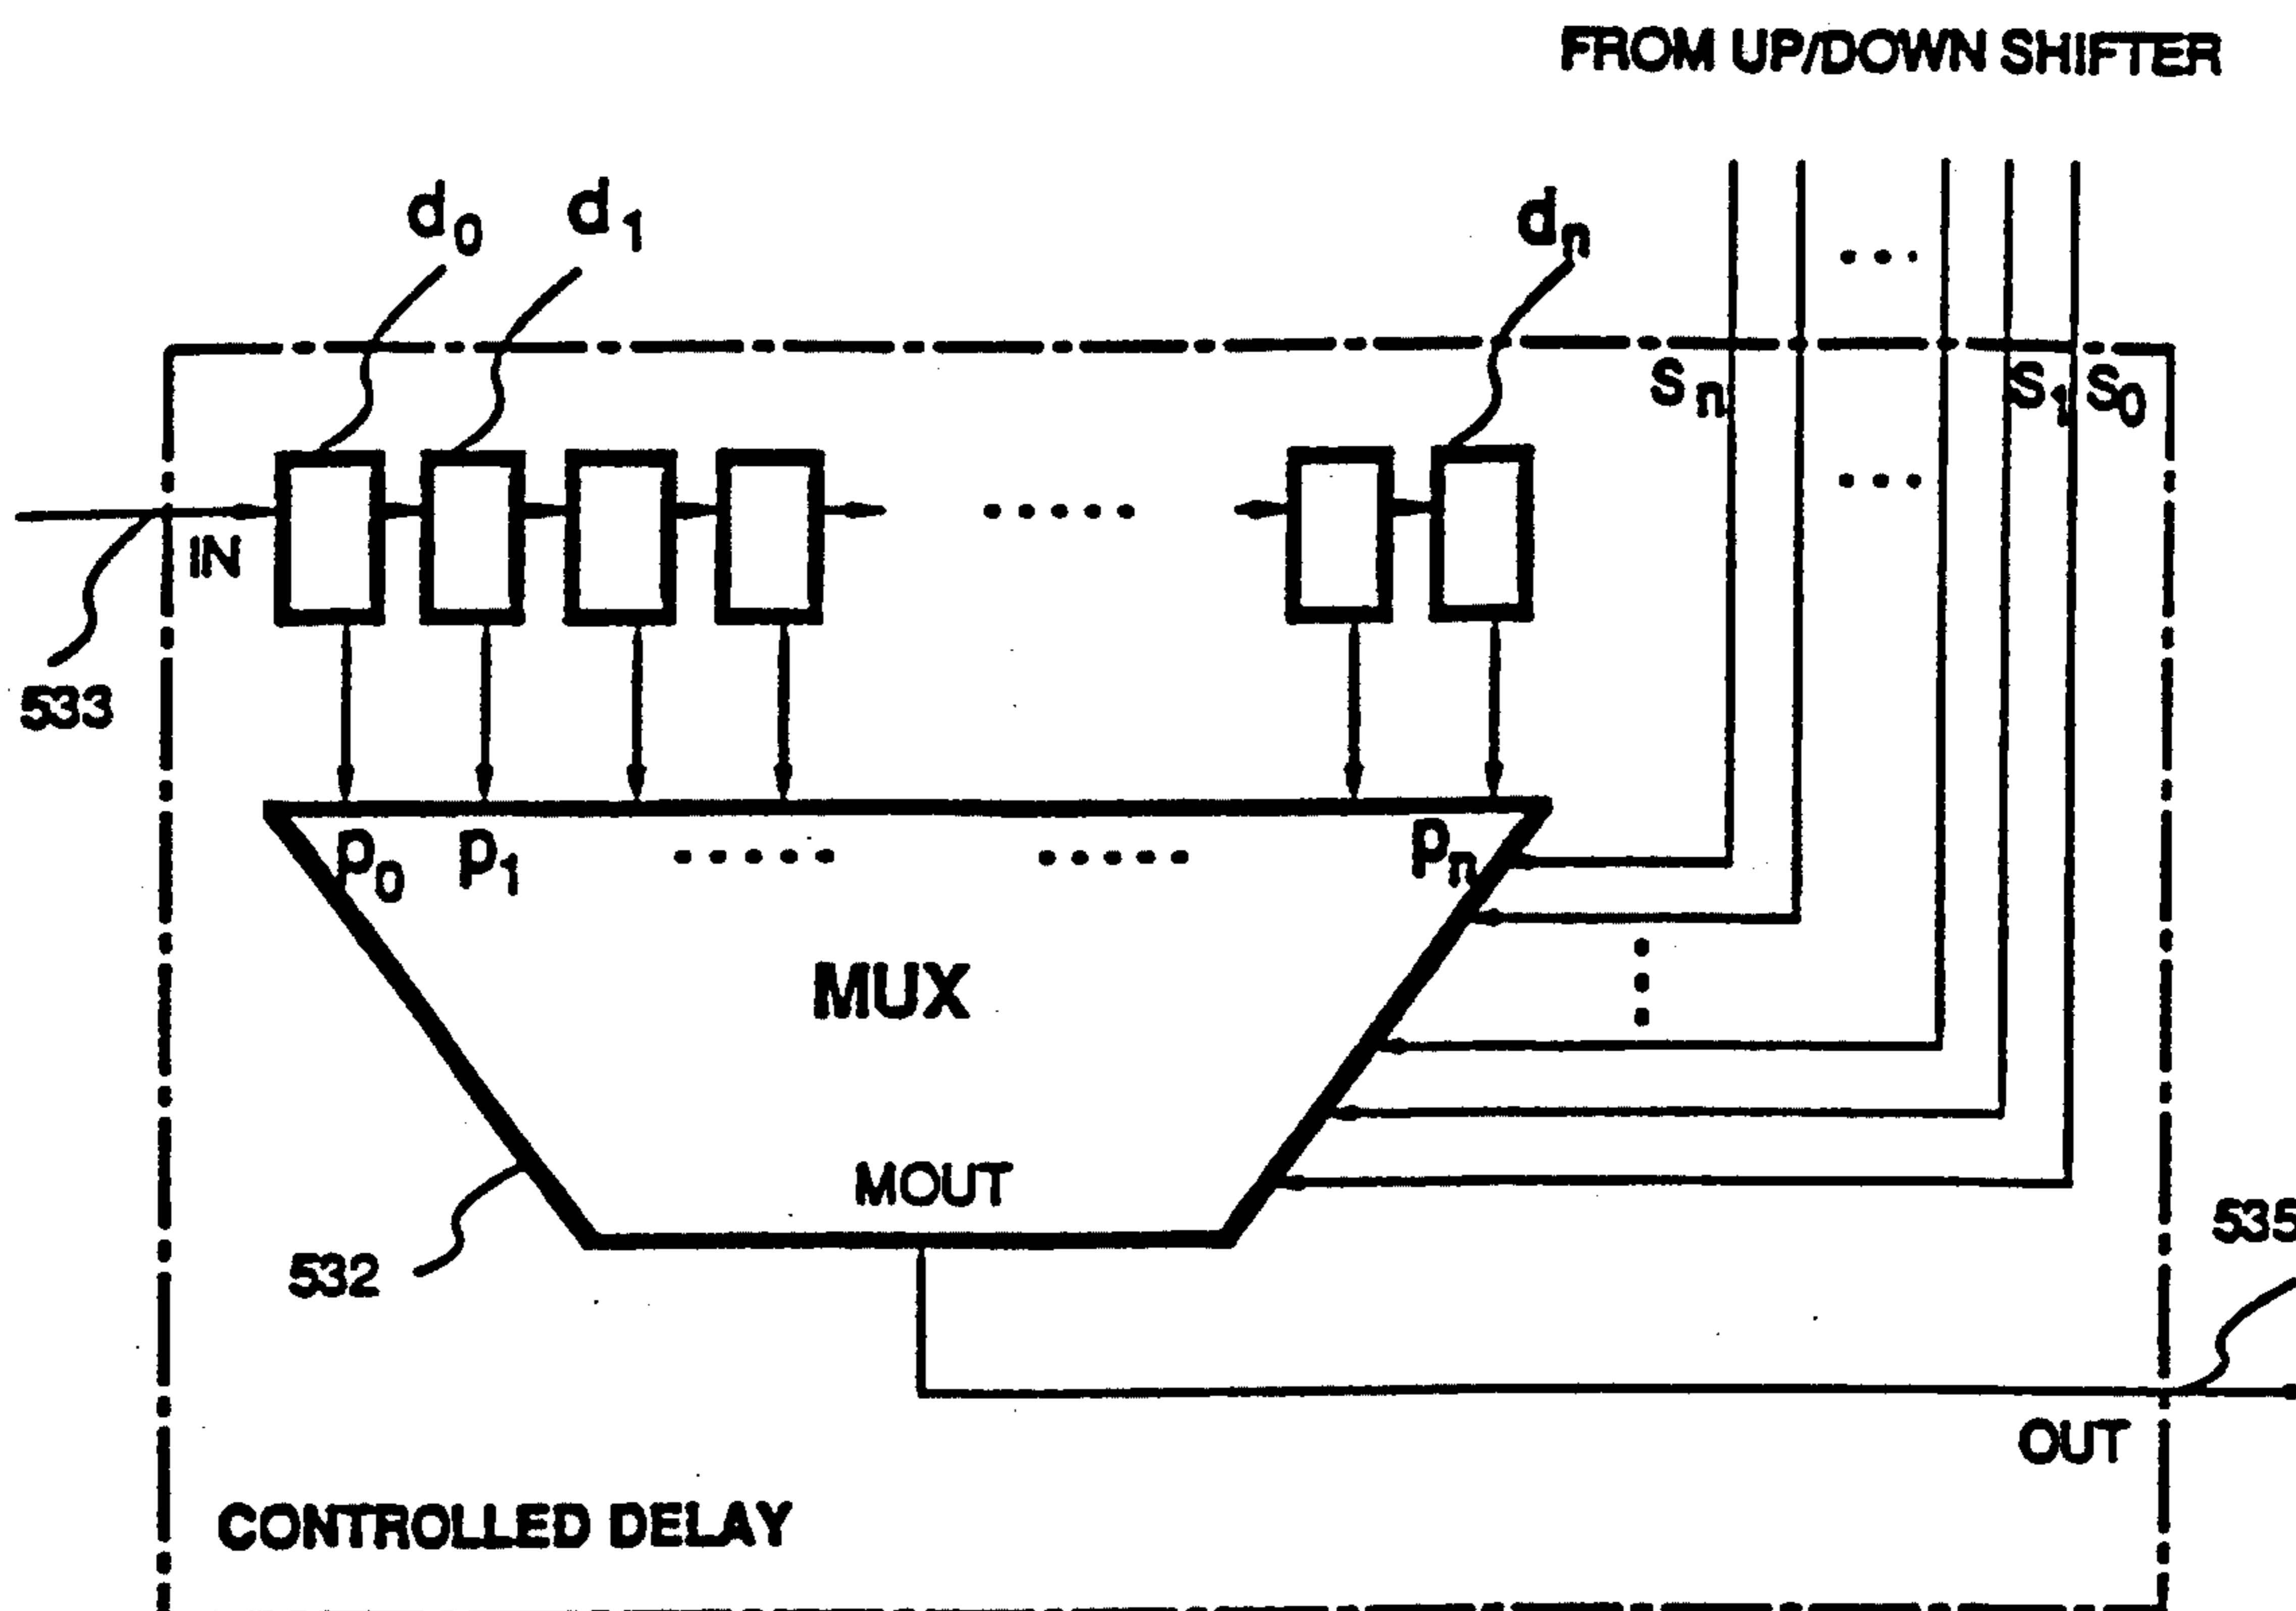 FROM UP/DOWN SHIFTER
d0 d1 dn
Sn S1 S0
IN
533
p0 p1 ..... ..... pn
MUX
MOUT
532
535
OUT
CONTROLLED DELAY